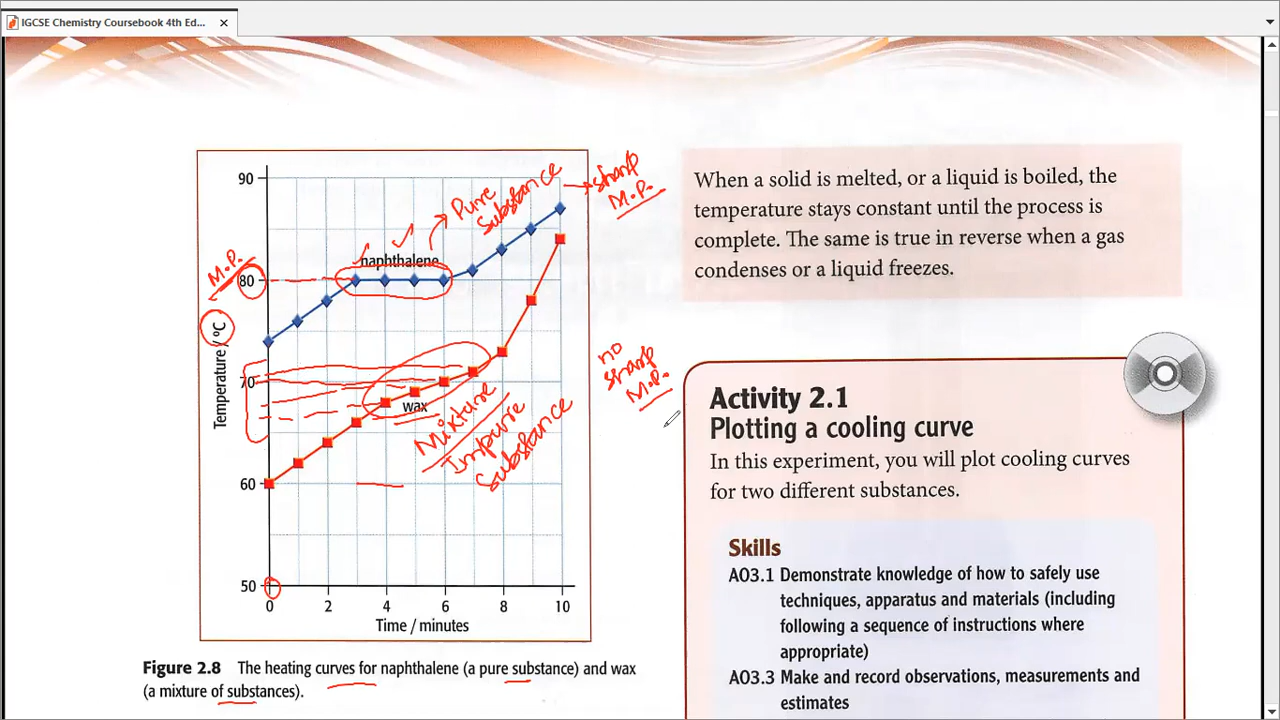 IGCSE Chemistry Coursebook 4th Ed...
90
80
70
60
50
0 2 4 6 8 10
Temperature / °C
Time / minutes
naphthalene
wax
Pure
Substance
sharp
M.P.
M.P.
no
sharp
M.P.
Mixture
Impure
Substance
Figure 2.8 The heating curves for naphthalene (a pure substance) and wax
(a mixture of substances).
When a solid is melted, or a liquid is boiled, the
temperature stays constant until the process is
complete. The same is true in reverse when a gas
condenses or a liquid freezes.
Activity 2.1
Plotting a cooling curve
In this experiment, you will plot cooling curves
for two different substances.
Skills
AO3.1 Demonstrate knowledge of how to safely use
techniques, apparatus and materials (including
following a sequence of instructions where
appropriate)
AO3.3 Make and record observations, measurements and
estimates